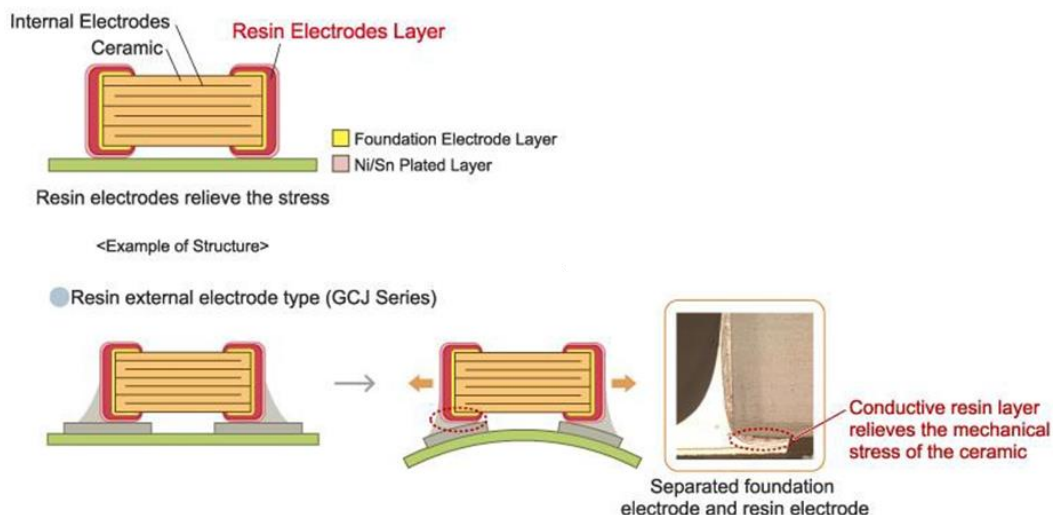 Internal Electrodes
Ceramic
Resin Electrodes Layer
Foundation Electrode Layer
Ni/Sn Plated Layer
Resin electrodes relieve the stress
<Example of Structure>
Resin external electrode type (GCJ Series)
Conductive resin layer
relieves the mechanical
stress of the ceramic
Separated foundation
electrode and resin electrode